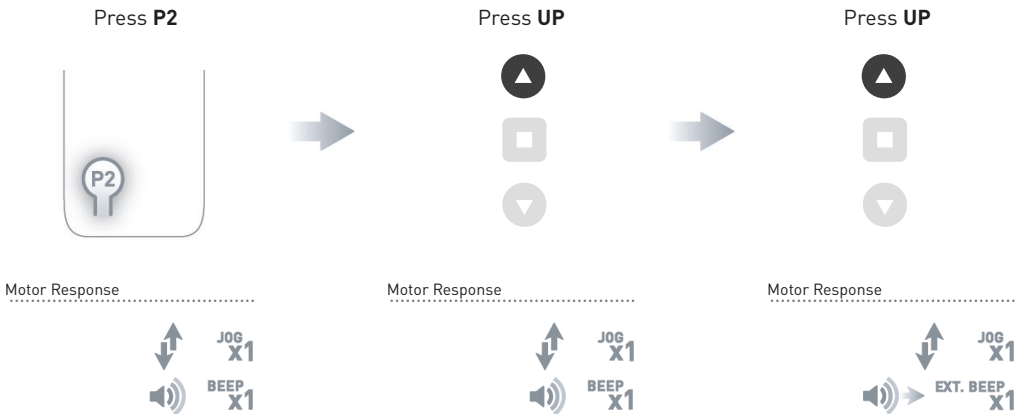 Press P2
Press UP
Press UP
P2
Motor Response
Motor Response
Motor Response
JOG
X1
BEEP
X1
JOG
X1
BEEP
X1
JOG
X1
EXT. BEEP
X1